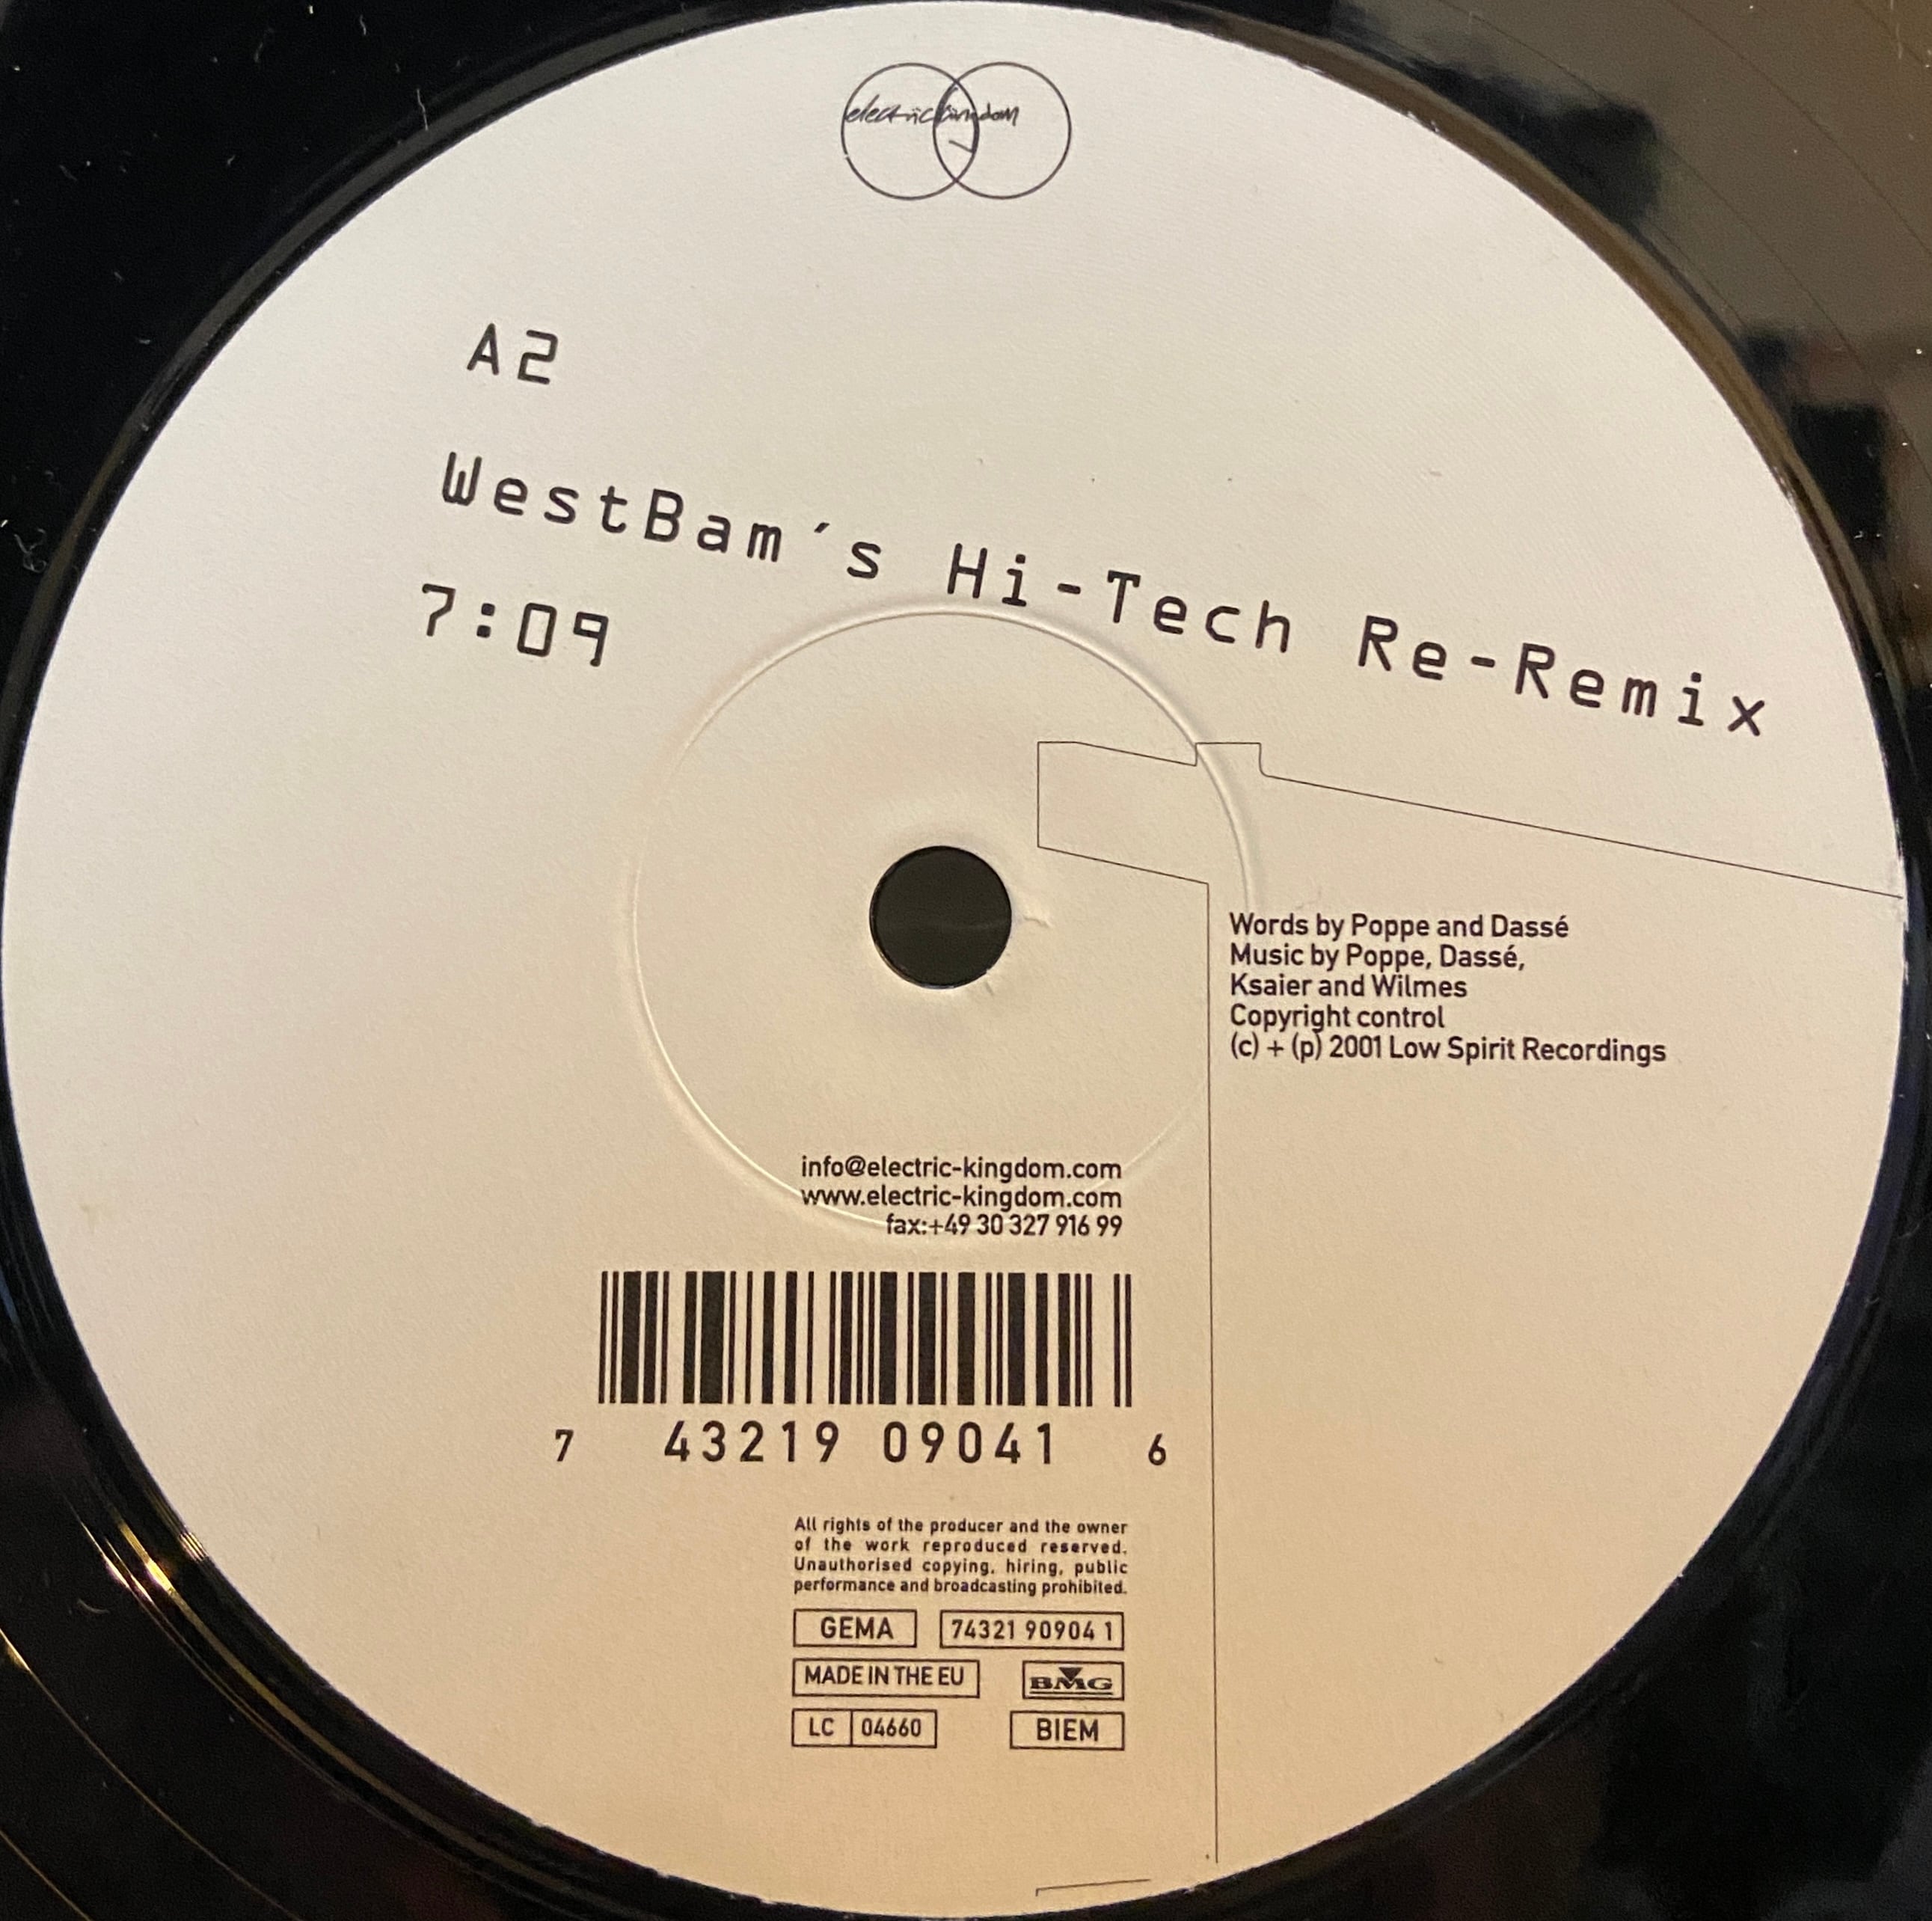 electric kingdom
A2
WestBam´s Hi-Tech Re-Remix
7:09
Words by Poppe and Dassé
Music by Poppe, Dassé,
Ksaier and Wilmes
Copyright control
(c) + (p) 2001 Low Spirit Recordings
info@electric-kingdom.com
www.electric-kingdom.com
fax:+49 30 327 916 99
7 43219 09041 6
All rights of the producer and the owner
of the work reproduced reserved.
Unauthorised copying, hiring, public
performance and broadcasting prohibited.
GEMA 74321 90904 1
MADE IN THE EU BMG
LC 04660 BIEM